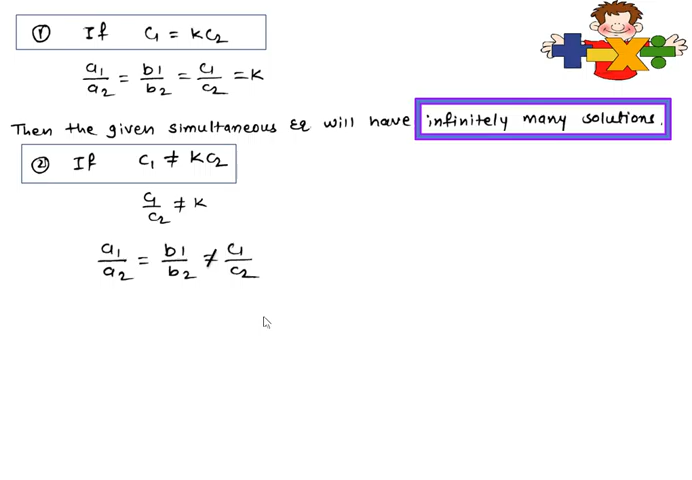 ① If C₁ = KC₂
a₁/a₂ = b1/b₂ = C₁/C₂ = K
Then the given simultaneous Eq will have infinitely many solutions.
② If C₁ ≠ KC₂
C₁/C₂ ≠ K
a₁/a₂ = b1/b₂ ≠ C₁/C₂